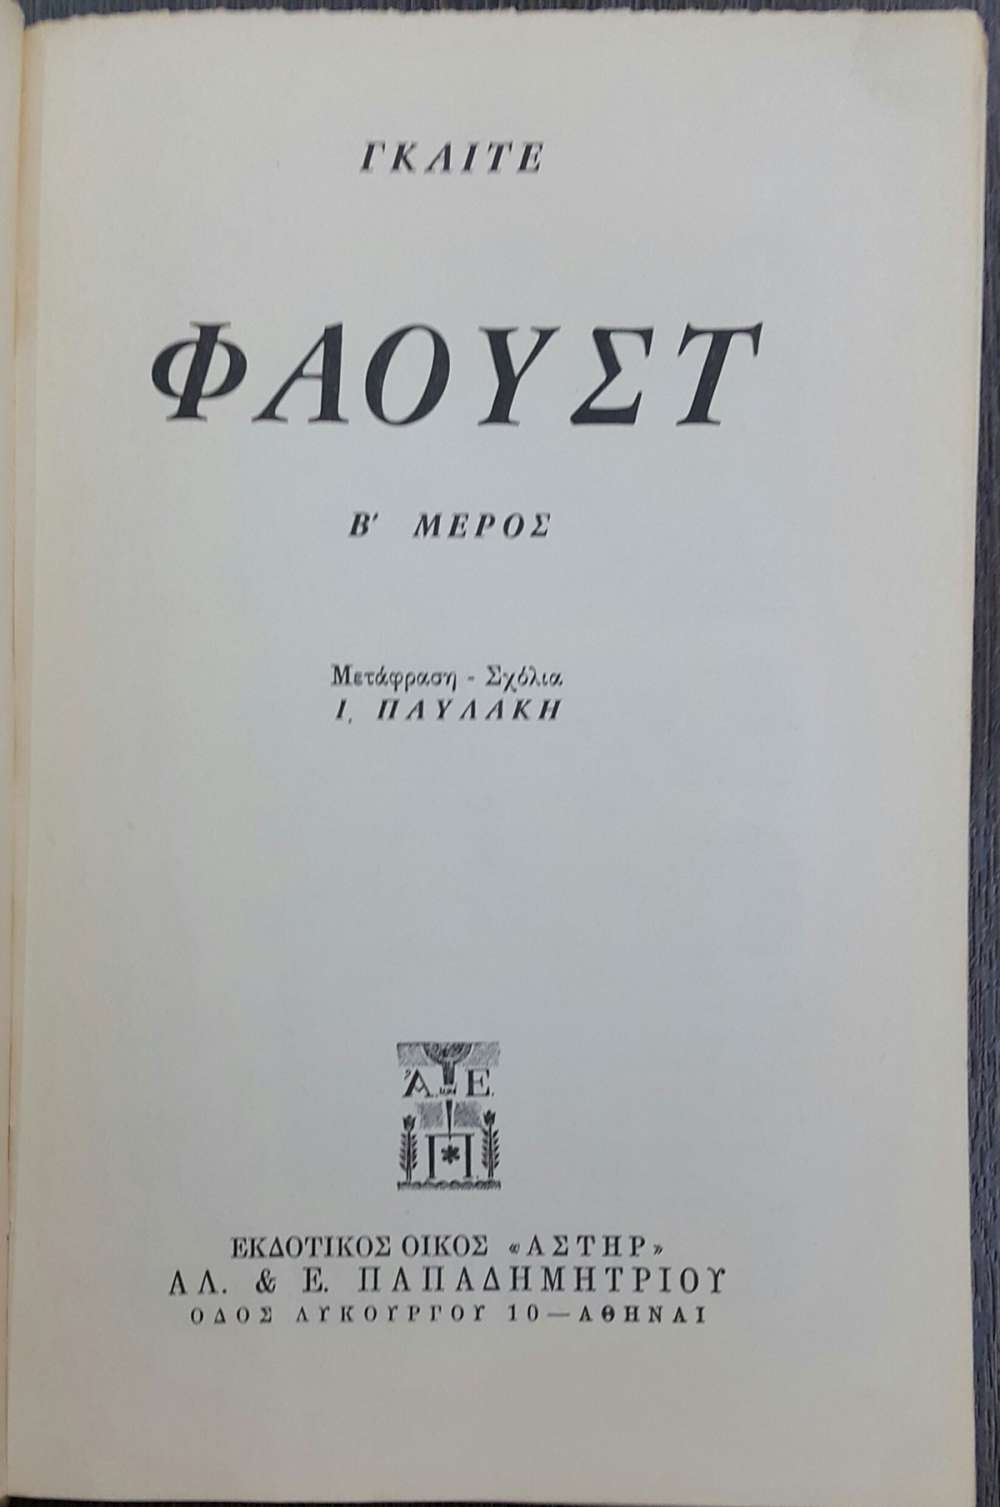 ΓΚΑΙΤΕ
ΦΑΟΥΣΤ
Β' ΜΕΡΟΣ
Μετάφραση - Σχόλια
Ι. ΠΑΥΛΑΚΗ
Ἀ. Ε.
Π.
ΕΚΔΟΤΙΚΟΣ ΟΙΚΟΣ «ΑΣΤΗΡ»
ΑΛ. & Ε. ΠΑΠΑΔΗΜΗΤΡΙΟΥ
ΟΔΟΣ ΛΥΚΟΥΡΓΟΥ 10—ΑΘΗΝΑΙ